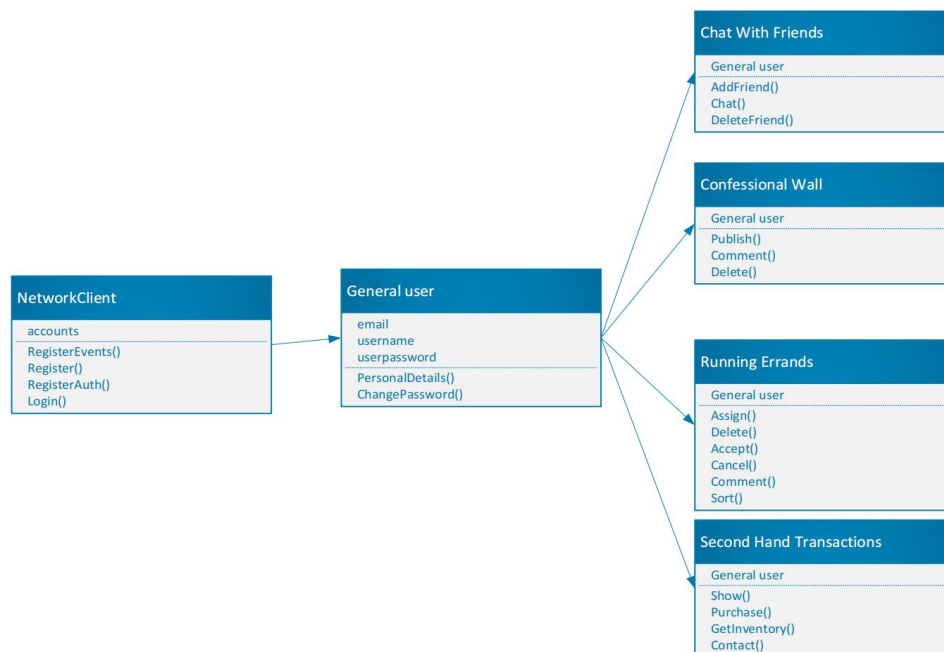 NetworkClient
accounts
RegisterEvents()
Register()
RegisterAuth()
Login()
General user
email
username
userpassword
PersonalDetails()
ChangePassword()
Chat With Friends
General user
AddFriend()
Chat()
DeleteFriend()
Confessional Wall
General user
Publish()
Comment()
Delete()
Running Errands
General user
Assign()
Delete()
Accept()
Cancel()
Comment()
Sort()
Second Hand Transactions
General user
Show()
Purchase()
GetInventory()
Contact()